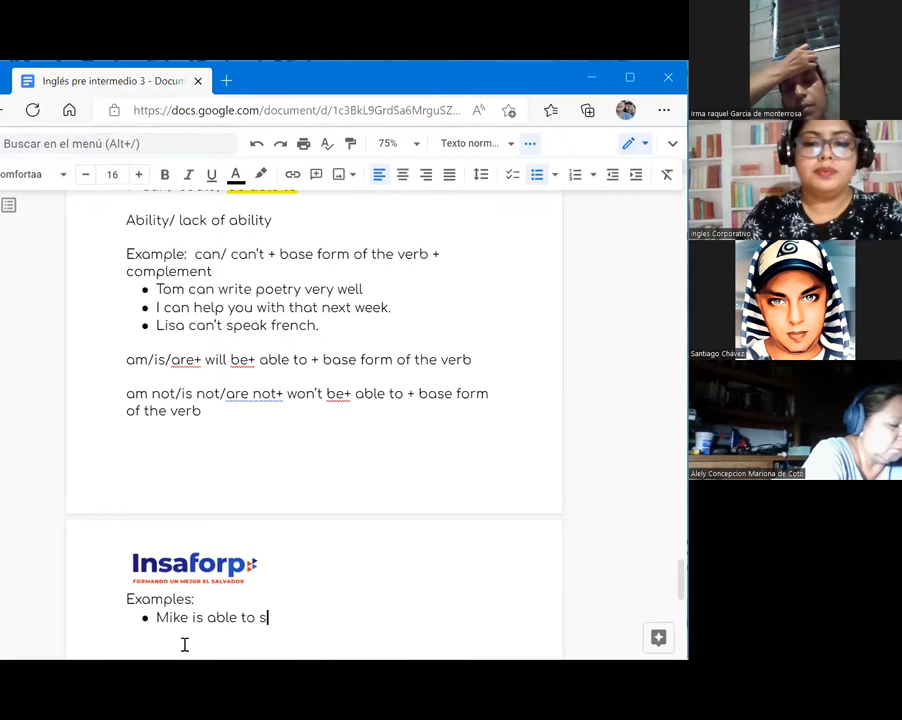 Inglés pre intermedio 3 - Docum
https://docs.google.com/document/d/1c3BkL9GrdSa6MrguSZ...
Buscar en el menú (Alt+/)
75%
Texto norm...
omfortaa
16
Ability/ lack of ability
Example: can/ can't + base form of the verb +
complement
Tom can write poetry very well
I can help you with that next week.
Lisa can't speak french.
am/is/are+ will be+ able to + base form of the verb
am not/is not/are not+ won't be+ able to + base form
of the verb
Insaforp
FORMANDO UN MEJOR EL SALVADOR
Examples:
Mike is able to s
Irma raquel Garcia de monterrosa
Ingles Corporativo
Santiago Chávez
Alely Concepcion Mariona de Coto